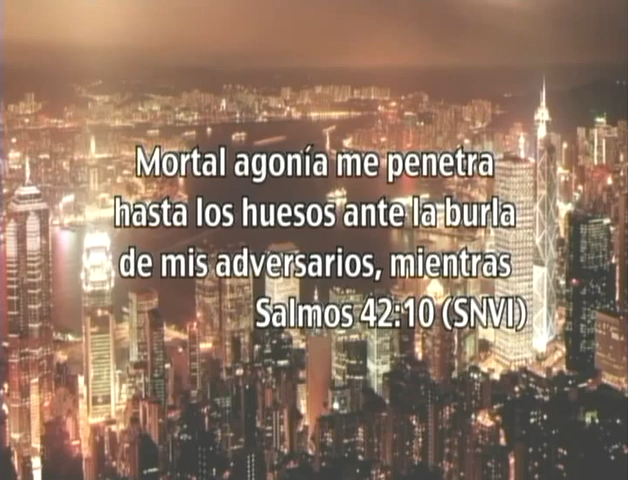 Mortal agonía me penetra
hasta los huesos ante la burla
de mis adversarios, mientras
Salmos 42:10 (SNVI)